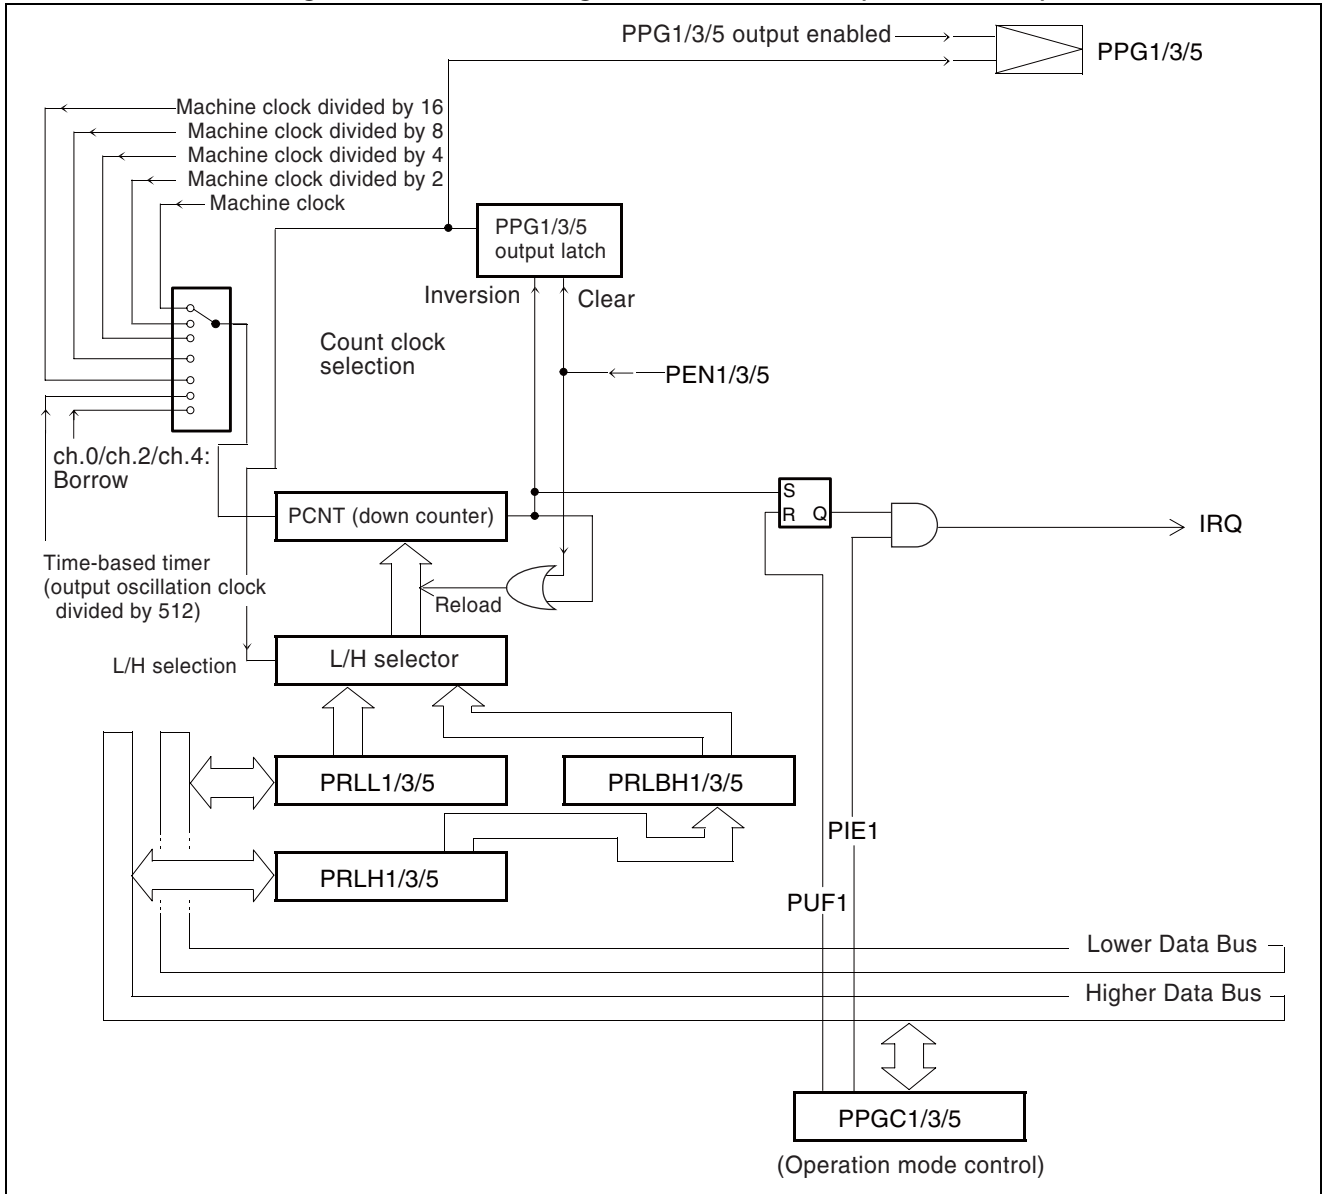 PPG1/3/5 output enabled
PPG1/3/5
Machine clock divided by 16
Machine clock divided by 8
Machine clock divided by 4
Machine clock divided by 2
Machine clock
PPG1/3/5
output latch
Inversion
Clear
Count clock
selection
PEN1/3/5
ch.0/ch.2/ch.4:
Borrow
PCNT (down counter)
S
R Q
IRQ
Time-based timer
(output oscillation clock
divided by 512)
Reload
L/H selection
L/H selector
PRLL1/3/5
PRLBH1/3/5
PIE1
PRLH1/3/5
PUF1
Lower Data Bus
Higher Data Bus
PPGC1/3/5
(Operation mode control)